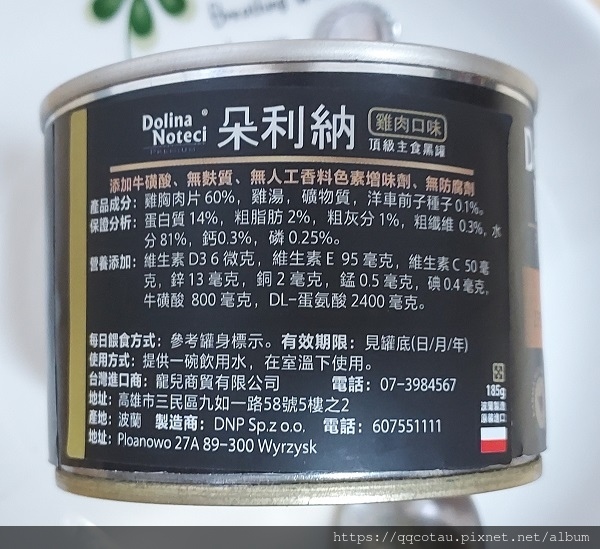 Dolina Noteci®
PREMIUM
朵利納
雞肉口味
頂級主食黑罐
添加牛磺酸、無麩質、無人工香料色素增味劑、無防腐劑
產品成分：雞胸肉片 60%，雞湯，礦物質，洋車前子種子 0.1%。
保證分析：蛋白質 14%，粗脂肪 2%，粗灰分 1%，粗纖維 0.3%，水
分 81%，鈣0.3%，磷 0.25%。
營養添加：維生素 D3 6 微克，維生素 E 95 毫克，維生素 C 50 毫
克，鋅 13 毫克，銅 2 毫克，錳 0.5 毫克，碘 0.4 毫克，
牛磺酸 800 毫克，DL-蛋氨酸 2400 毫克。
每日餵食方式：參考罐身標示。有效期限：見罐底(日/月/年)
使用方式：提供一碗飲用水，在室溫下使用。
台灣進口商：寵兒商貿有限公司 電話：07-3984567
地址：高雄市三民區九如一路58號5樓之2
產地：波蘭 製造商：DNP Sp.z o.o. 電話：607551111
地址：Ploanowo 27A 89-300 Wyrzysk
185g
波蘭製造
原裝進口
https://qqcotau.pixnet.net/album